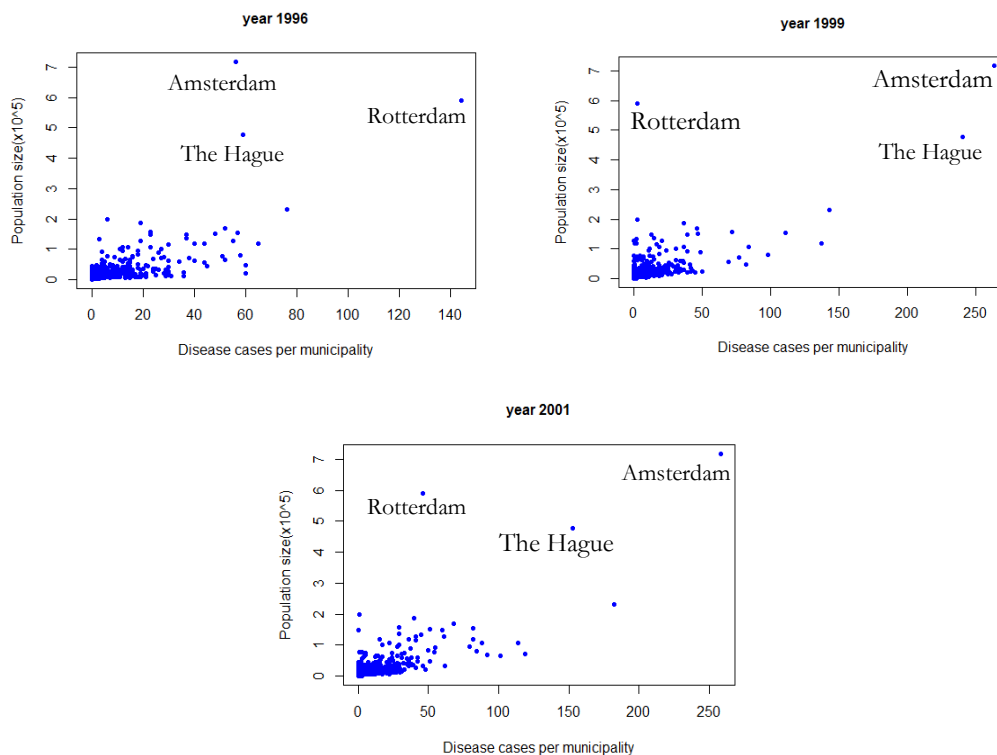 year 1996
Population size(x10^5)
7
6
5
4
3
2
1
0
Amsterdam
Rotterdam
The Hague
0 20 40 60 80 100 120 140
Disease cases per municipality
year 1999
Population size(x10^5)
7
6
5
4
3
2
1
0
Amsterdam
Rotterdam
The Hague
0 50 100 150 200 250
Disease cases per municipality
year 2001
Population size(x10^5)
7
6
5
4
3
2
1
0
Amsterdam
Rotterdam
The Hague
0 50 100 150 200 250
Disease cases per municipality